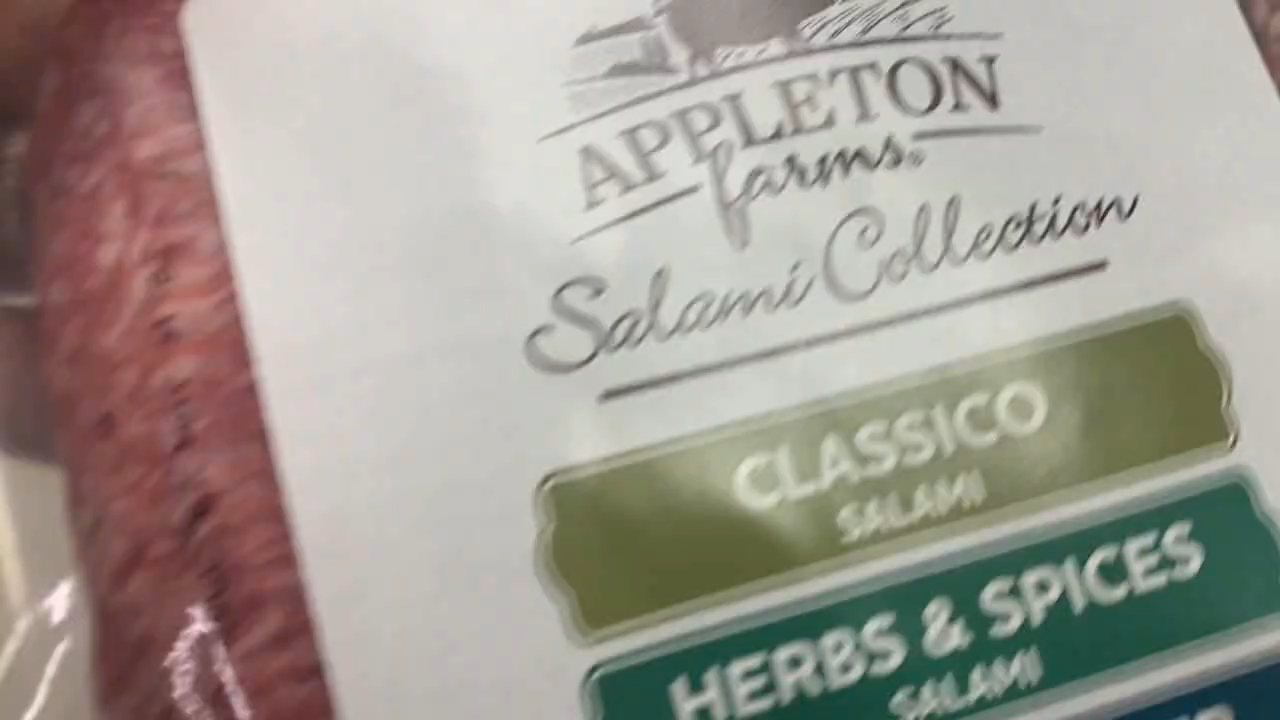 APPLETON
farms®
Salami Collection
CLASSICO
SALAMI
HERBS & SPICES
SALAMI